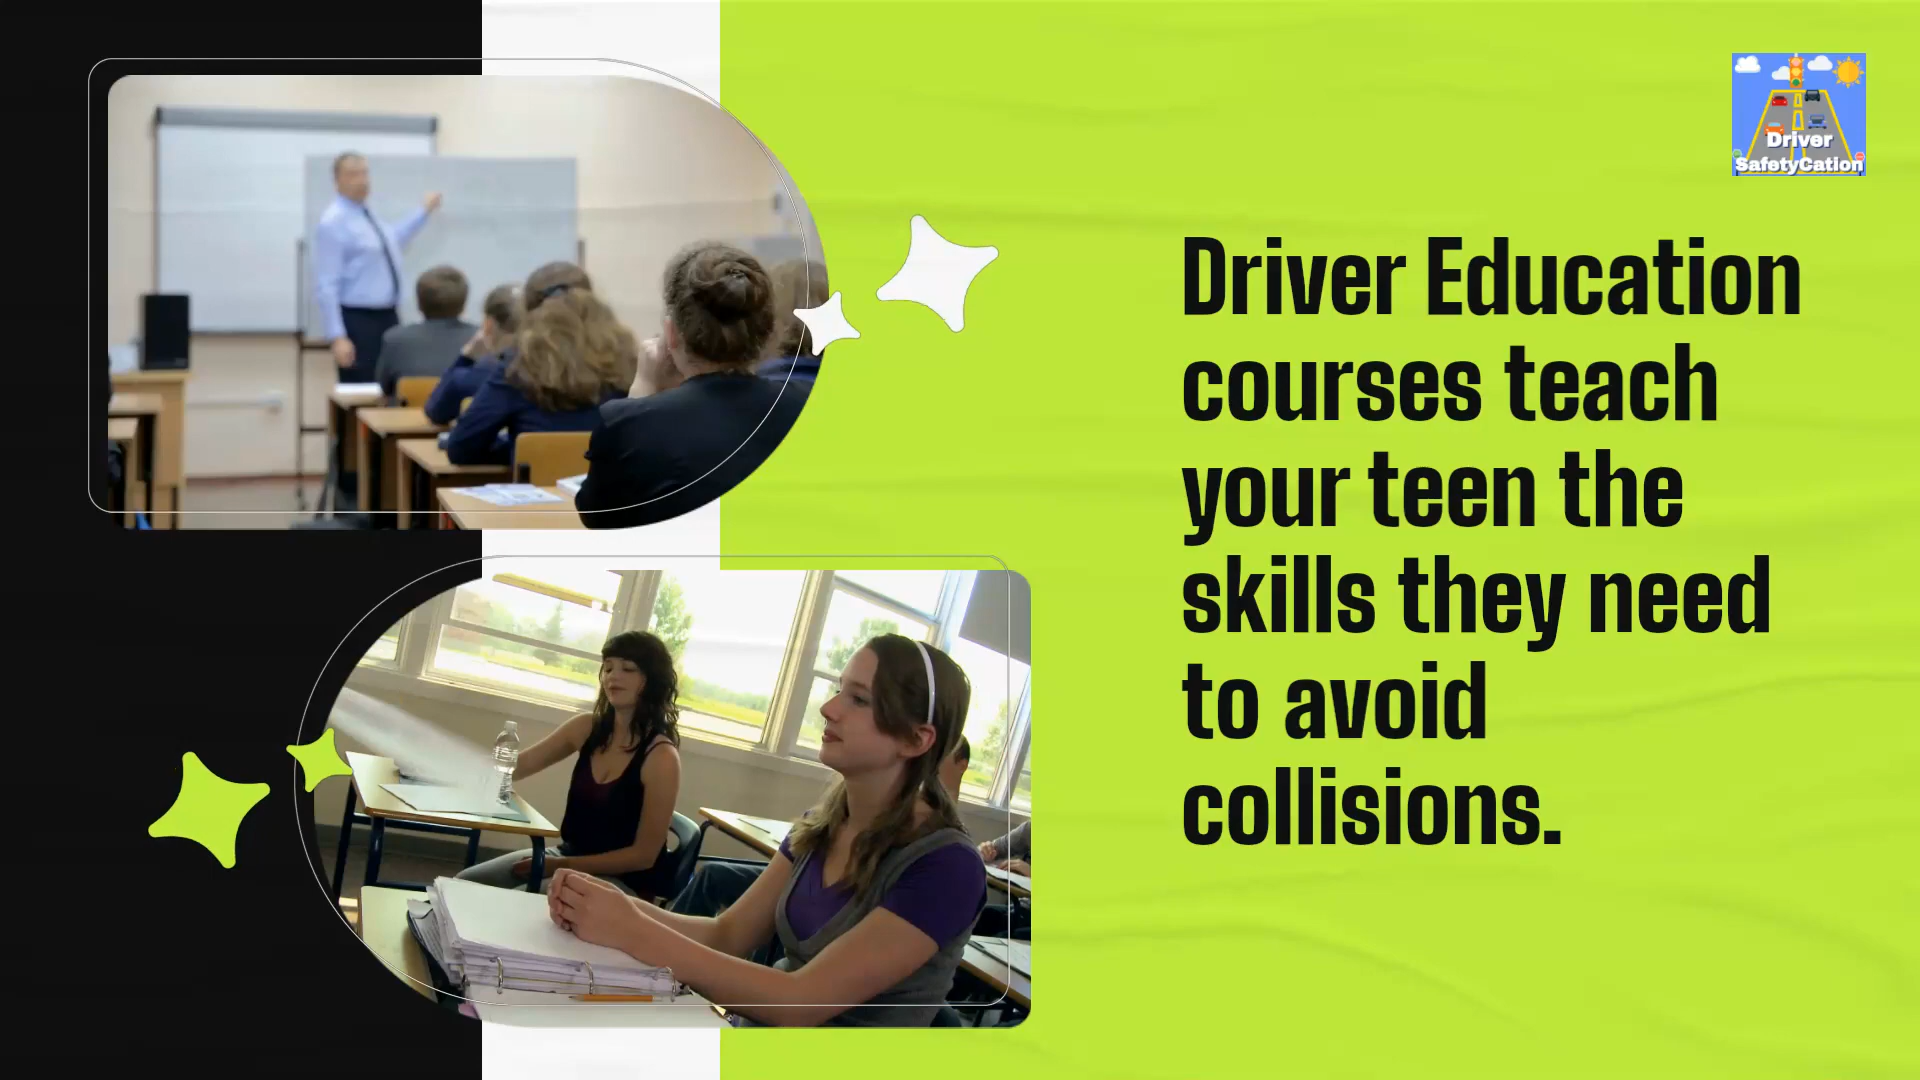 Driver
SafetyCation
Driver Education
courses teach
your teen the
skills they need
to avoid
collisions.